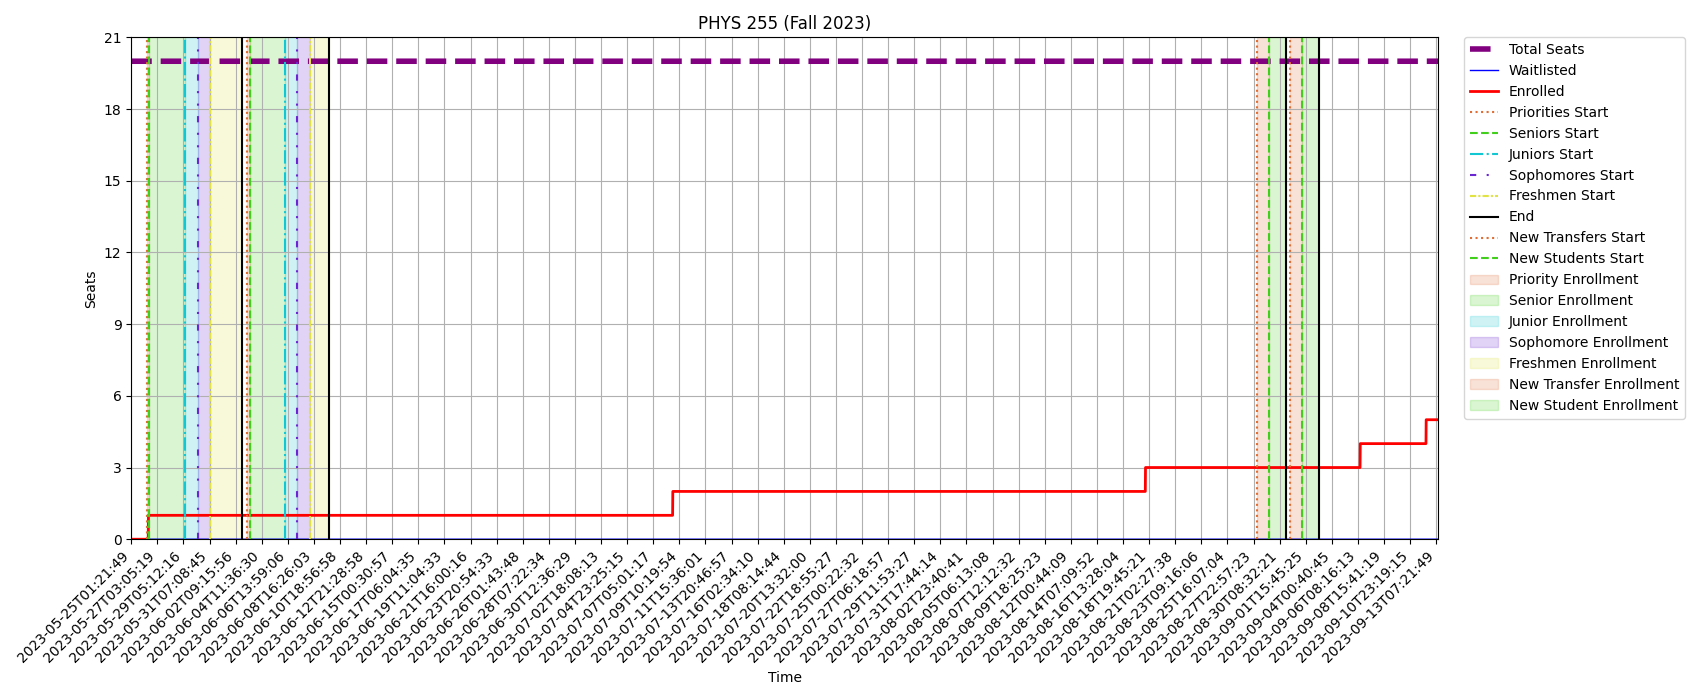 PHYS 255 (Fall 2023)
Seats
21
18
15
12
9
6
3
0
2023-05-25T01:21:49
2023-05-27T03:05:19
2023-05-29T05:12:16
2023-05-31T07:08:45
2023-06-02T09:15:56
2023-06-04T11:36:30
2023-06-06T13:59:06
2023-06-08T16:26:03
2023-06-10T18:56:58
2023-06-12T21:28:58
2023-06-15T00:30:57
2023-06-17T06:04:35
2023-06-19T11:04:33
2023-06-21T16:00:16
2023-06-23T20:54:33
2023-06-26T01:43:48
2023-06-28T07:22:34
2023-06-30T12:36:29
2023-07-02T18:08:13
2023-07-04T23:25:15
2023-07-07T05:01:17
2023-07-09T10:19:54
2023-07-11T15:36:01
2023-07-13T20:46:57
2023-07-16T02:34:10
2023-07-18T08:14:44
2023-07-20T13:32:00
2023-07-22T18:55:27
2023-07-25T00:22:32
2023-07-27T06:18:57
2023-07-29T11:53:27
2023-07-31T17:44:14
2023-08-02T23:40:41
2023-08-05T06:13:08
2023-08-07T12:12:32
2023-08-09T18:25:23
2023-08-12T00:44:09
2023-08-14T07:09:52
2023-08-16T13:28:04
2023-08-18T19:45:21
2023-08-21T02:27:38
2023-08-23T09:16:06
2023-08-25T16:07:04
2023-08-27T22:57:23
2023-08-30T08:32:21
2023-09-01T15:45:25
2023-09-04T00:40:45
2023-09-06T08:16:13
2023-09-08T15:41:19
2023-09-10T23:19:15
2023-09-13T07:21:49
Time
Total Seats
Waitlisted
Enrolled
Priorities Start
Seniors Start
Juniors Start
Sophomores Start
Freshmen Start
End
New Transfers Start
New Students Start
Priority Enrollment
Senior Enrollment
Junior Enrollment
Sophomore Enrollment
Freshmen Enrollment
New Transfer Enrollment
New Student Enrollment